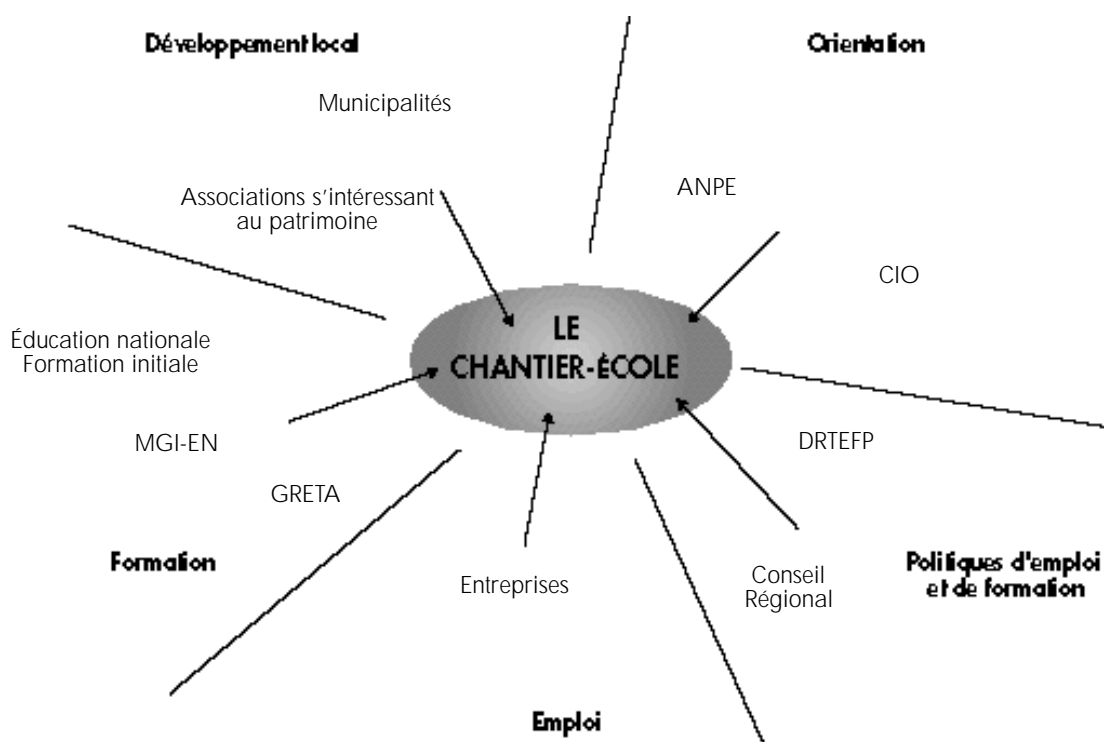 Développement local
Orientation
Municipalités
ANPE
Associations s'intéressant
au patrimoine
CIO
LE
CHANTIER-ÉCOLE
Éducation nationale
Formation initiale
MGI-EN
GRETA
DRTEFP
Formation
Entreprises
Conseil
Régional
Politiques d'emploi
et de formation
Emploi